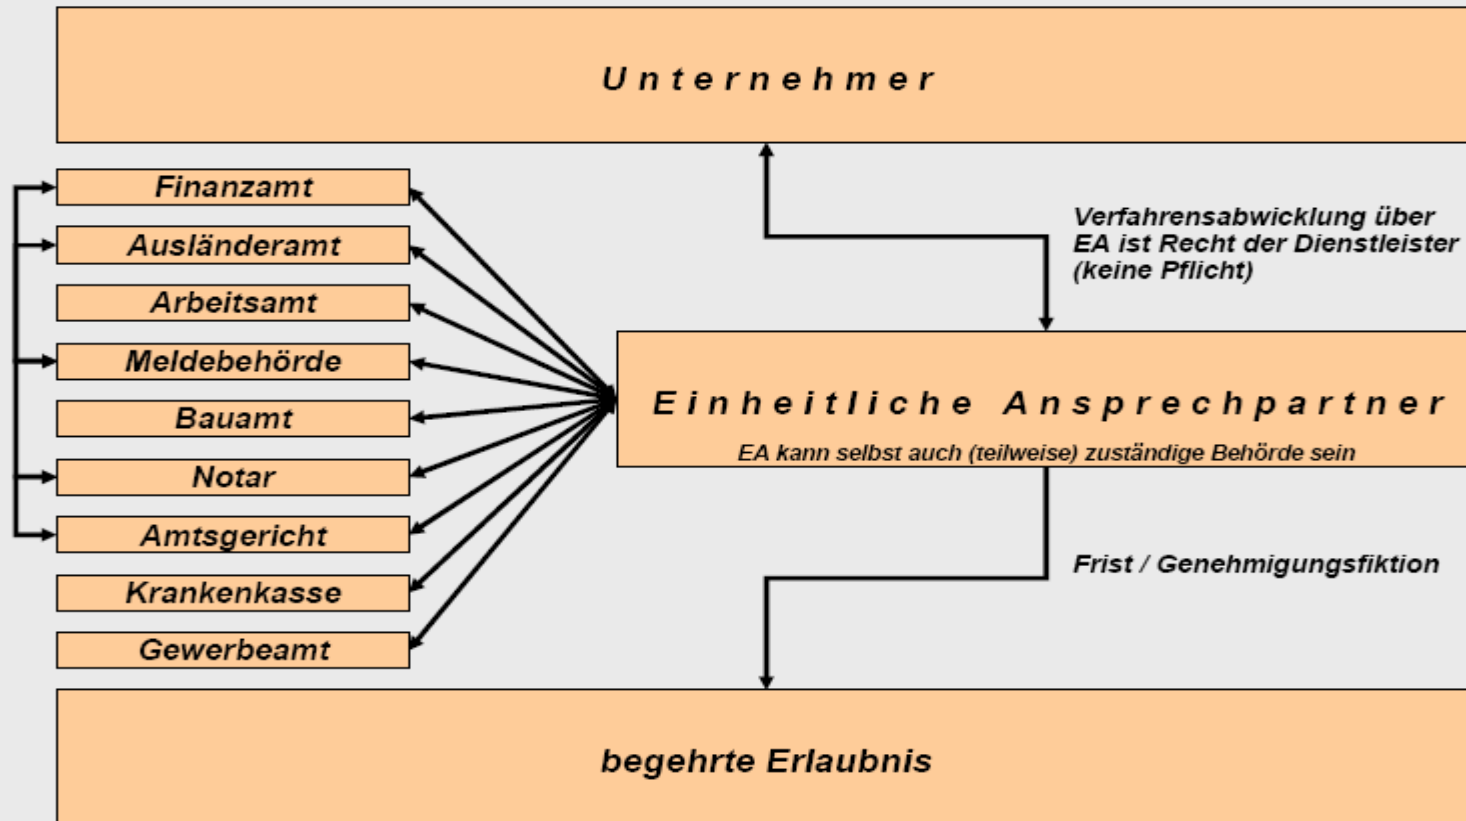 Unternehmer
Finanzamt
Ausländeramt
Arbeitsamt
Meldebehörde
Bauamt
Notar
Amtsgericht
Krankenkasse
Gewerbeamt
Verfahrensabwicklung über
EA ist Recht der Dienstleister
(keine Pflicht)
Einheitliche Ansprechpartner
EA kann selbst auch (teilweise) zuständige Behörde sein
Frist / Genehmigungsfiktion
begehrte Erlaubnis